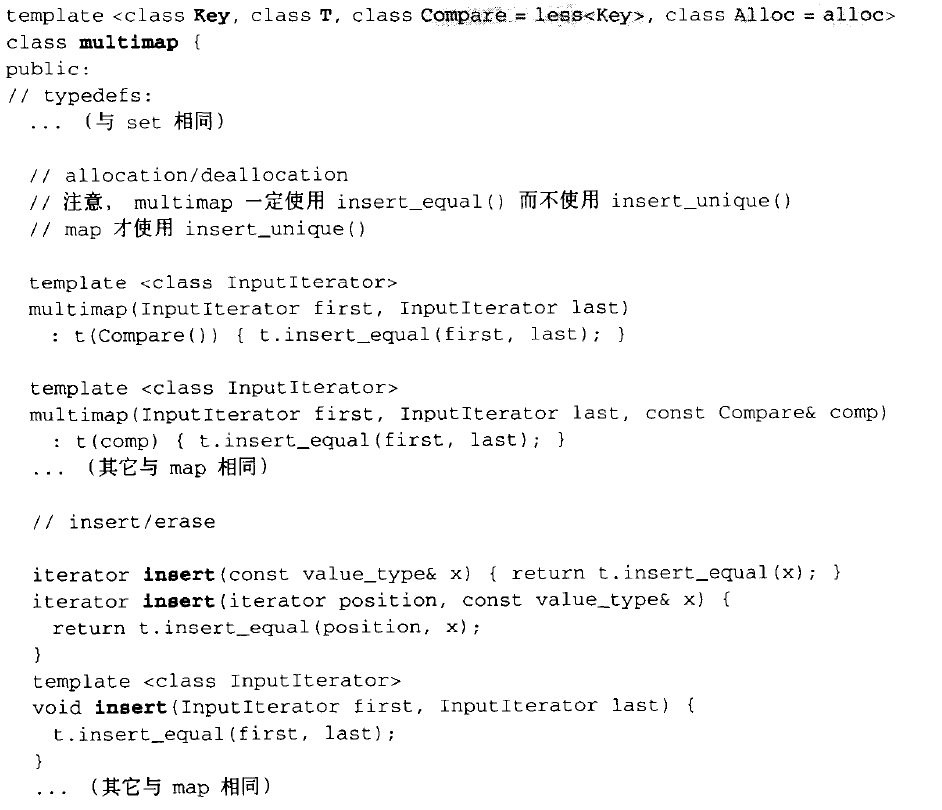 template <class Key, class T, class Compare = less<Key>, class Alloc = alloc>
class multimap {
public:
// typedefs:
... (与 set 相同)
// allocation/deallocation
// 注意, multimap 一定使用 insert_equal() 而不使用 insert_unique()
// map 才使用 insert_unique()
template <class InputIterator>
multimap(InputIterator first, InputIterator last)
: t(Compare()) { t.insert_equal(first, last); }
template <class InputIterator>
multimap(InputIterator first, InputIterator last, const Compare& comp)
: t(comp) { t.insert_equal(first, last); }
... (其它与 map 相同)
// insert/erase
iterator insert(const value_type& x) { return t.insert_equal(x); }
iterator insert(iterator position, const value_type& x) {
return t.insert_equal(position, x);
}
template <class InputIterator>
void insert(InputIterator first, InputIterator last) {
t.insert_equal(first, last);
}
... (其它与 map 相同)